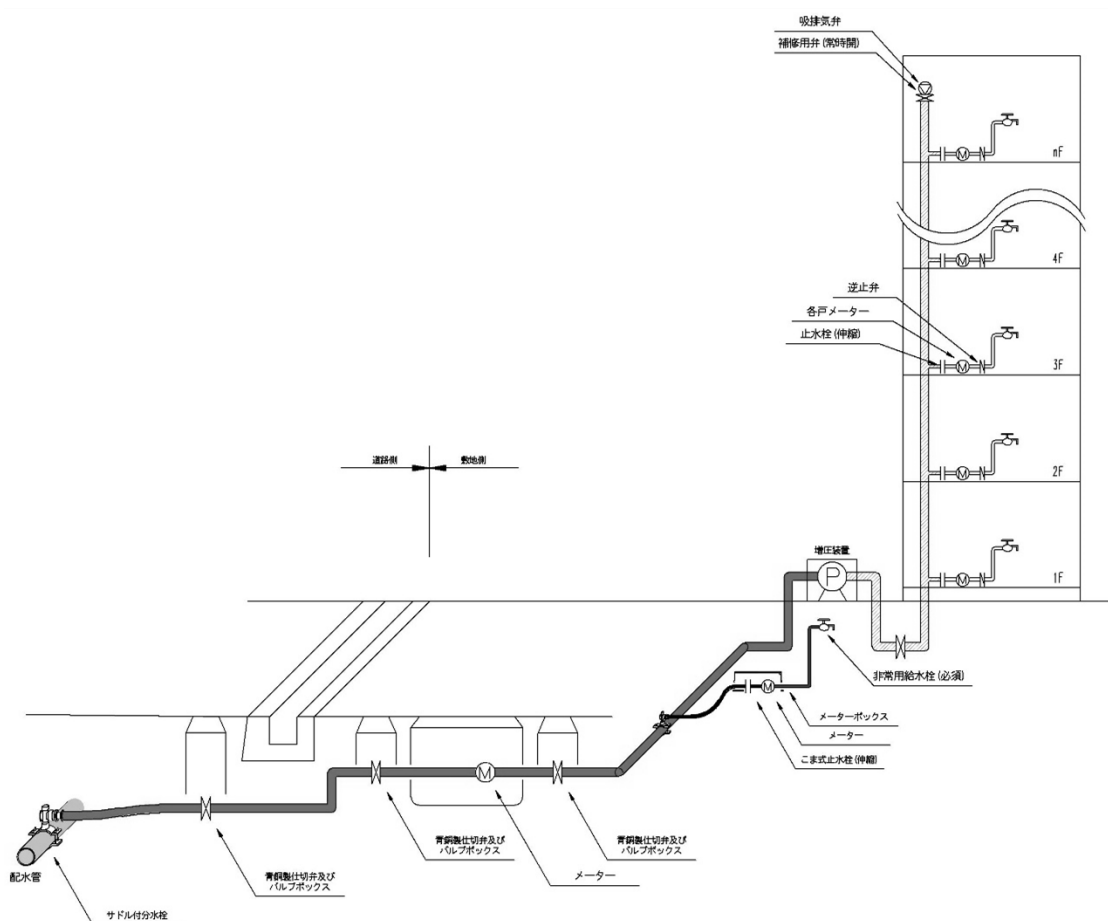 吸排気弁
補修用弁(常時開)
M
nF
M
4F
逆止弁
各戸メーター
止水栓(伸縮)
M
3F
道路側
敷地側
M
2F
増圧装置
P
M
1F
非常用給水栓(必須)
M
メーターボックス
メーター
こま式止水栓(伸縮)
M
青銅製仕切弁及び
バルブボックス
青銅製仕切弁及び
バルブボックス
メーター
配水管
青銅製仕切弁及び
バルブボックス
サドル付分水栓